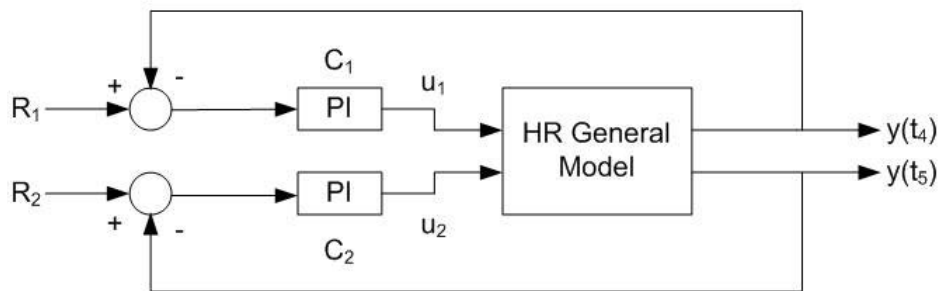 C₁
+
-
R₁
PI
u₁
HR General
Model
y(t₄)
R₂
+
-
PI
u₂
C₂
y(t₅)